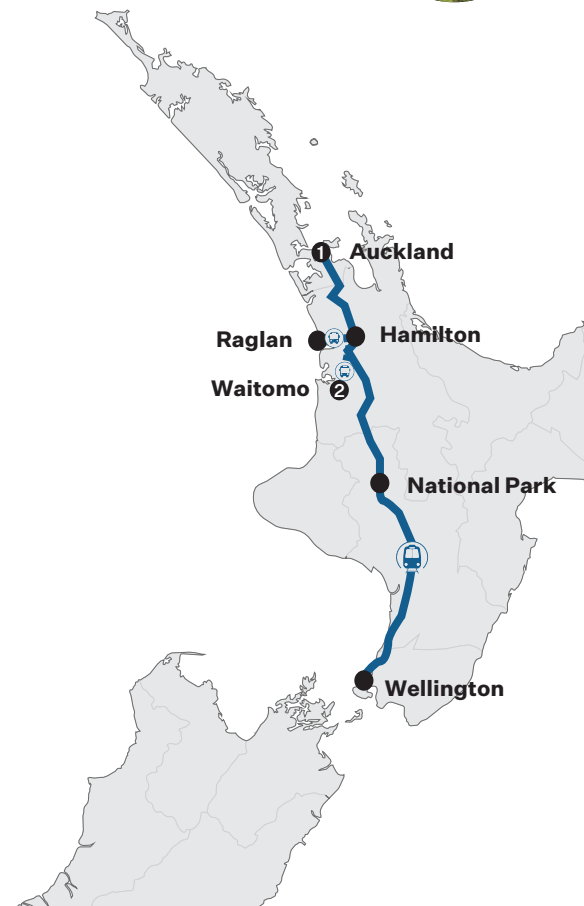 1 Auckland
Raglan
Hamilton
Waitomo 2
National Park
Wellington